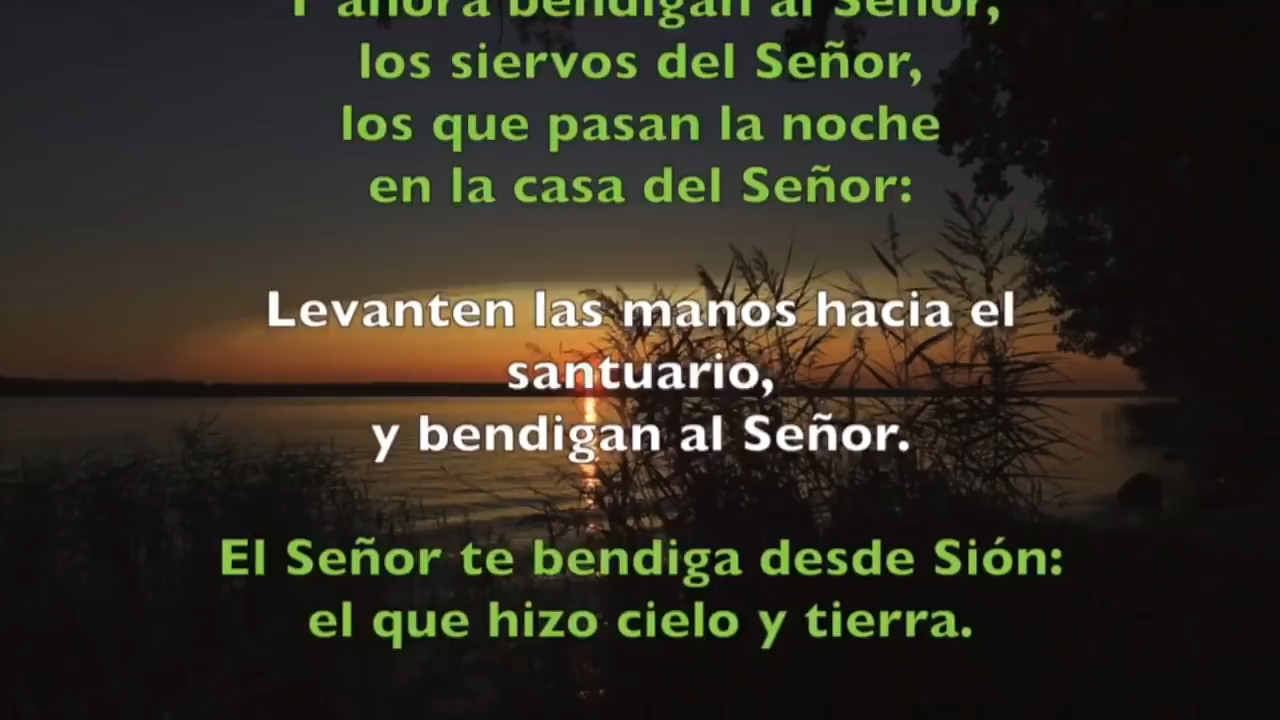 Y ahora bendigan al Señor,
los siervos del Señor,
los que pasan la noche
en la casa del Señor:
Levanten las manos hacia el
santuario,
y bendigan al Señor.
El Señor te bendiga desde Sión:
el que hizo cielo y tierra.